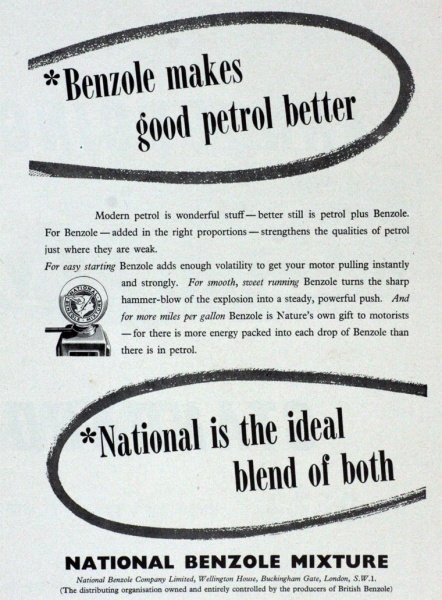 *Benzole makes
good petrol better
Modern petrol is wonderful stuff — better still is petrol plus Benzole.
For Benzole — added in the right proportions — strengthens the qualities of petrol
just where they are weak.
For easy starting Benzole adds enough volatility to get your motor pulling instantly
and strongly. For smooth, sweet running Benzole turns the sharp
hammer-blow of the explosion into a steady, powerful push. And
for more miles per gallon Benzole is Nature's own gift to motorists
— for there is more energy packed into each drop of Benzole than
there is in petrol.
*National is the ideal
blend of both
NATIONAL BENZOLE MIXTURE
National Benzole Company Limited, Wellington House, Buckingham Gate, London, S.W.1.
(The distributing organisation owned and entirely controlled by the producers of British Benzole)